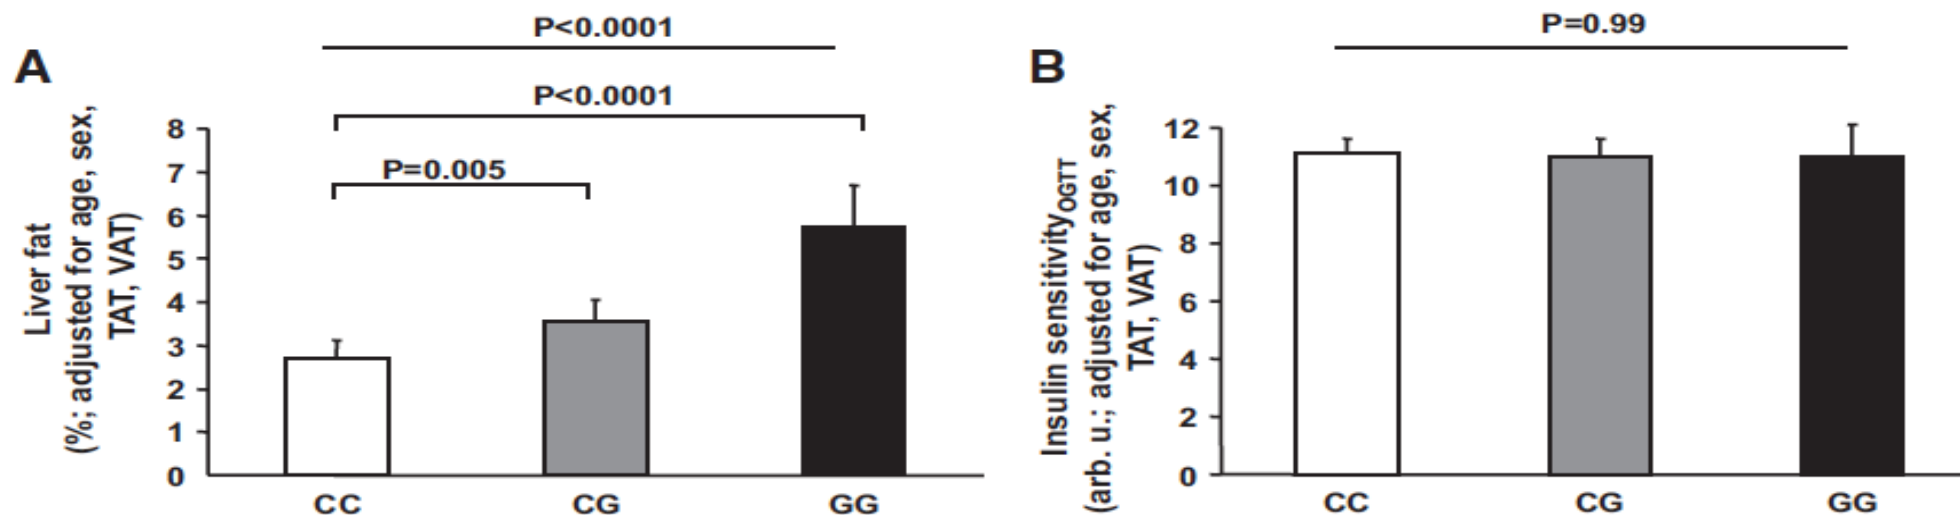 A
P<0.0001
P<0.0001
P=0.005
Liver fat
(%; adjusted for age, sex,
TAT, VAT)
8
7
6
5
4
3
2
1
0
CC CG GG
B
P=0.99
Insulin sensitivityOGTT
(arb. u.; adjusted for age, sex,
TAT, VAT)
12
10
8
6
4
2
0
CC CG GG